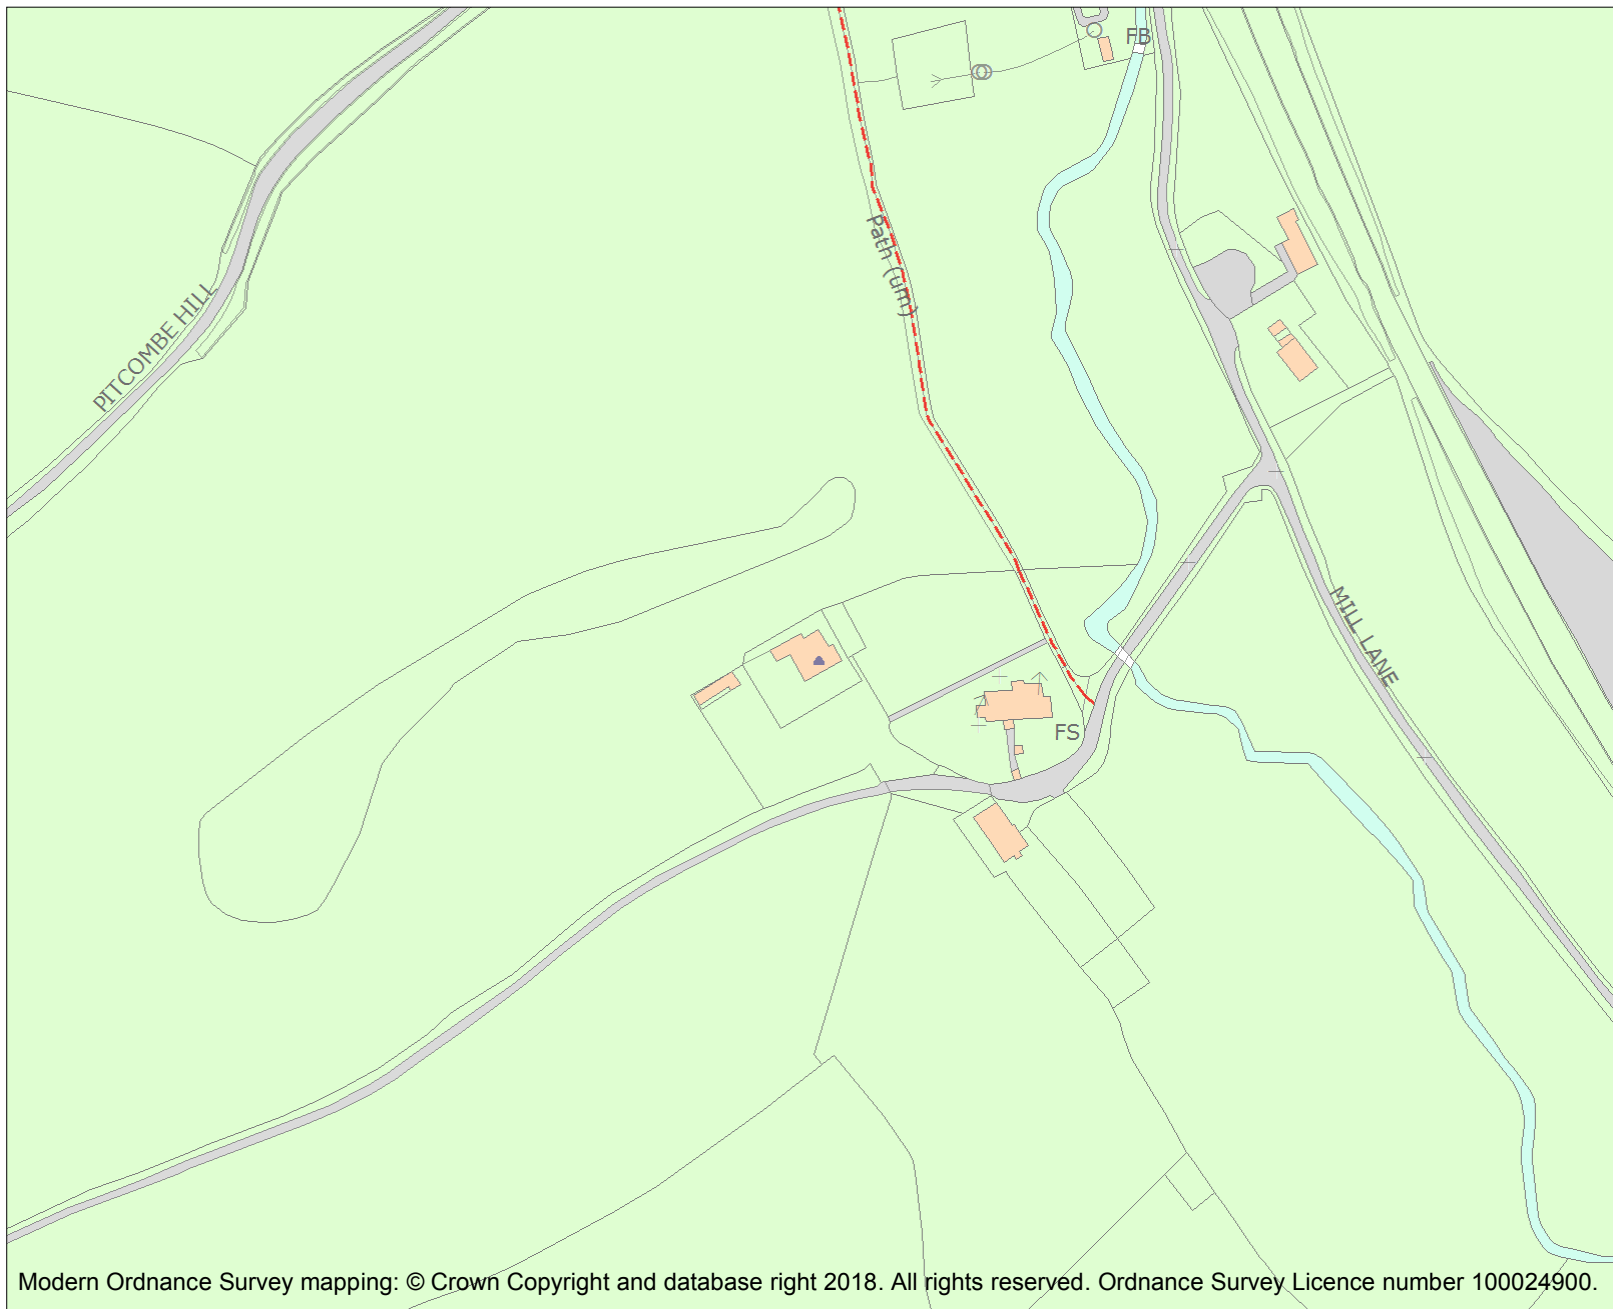 FB
Path (um)
PITCOMBE HILL
MILL LANE
FS
Modern Ordnance Survey mapping: © Crown Copyright and database right 2018. All rights reserved. Ordnance Survey Licence number 100024900.